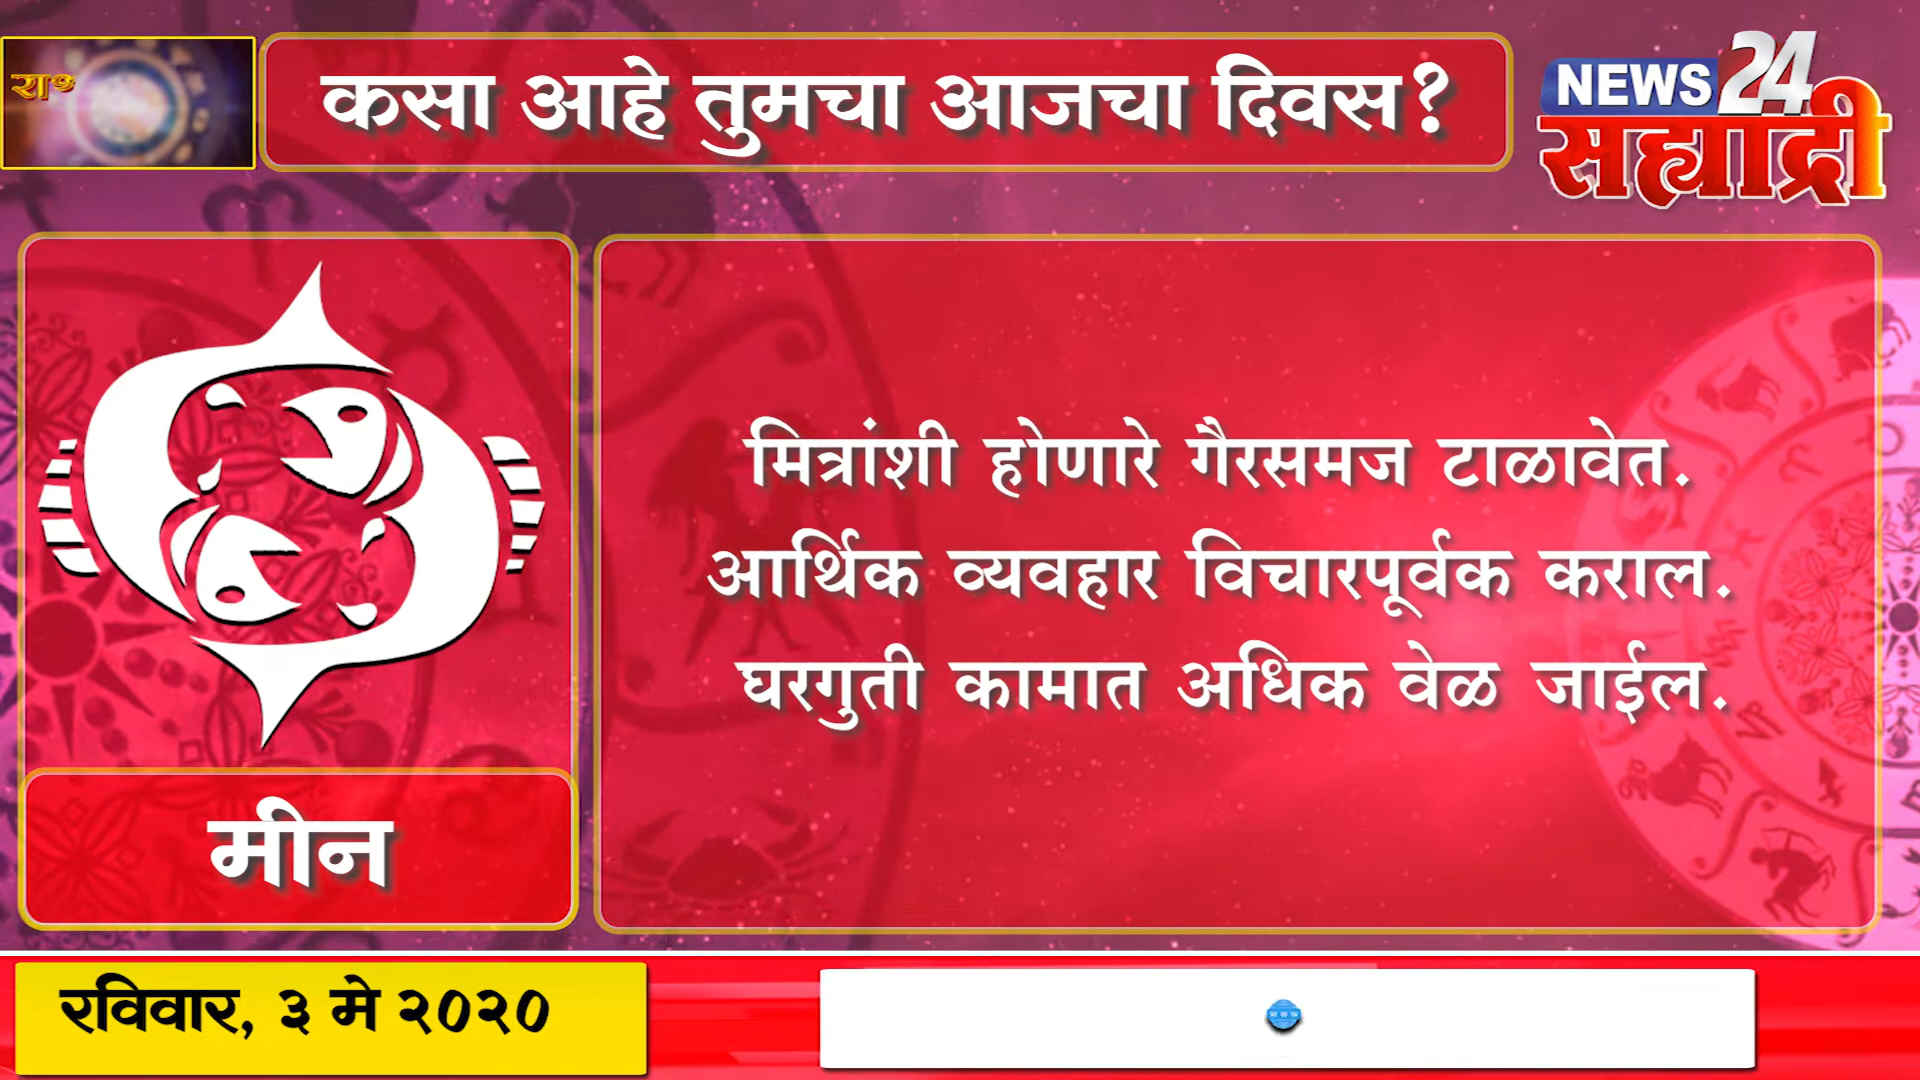 कसा आहे तुमचा आजचा दिवस?
NEWS 24
सह्याद्री
मित्रांशी होणारे गैरसमज टाळावेत.
आर्थिक व्यवहार विचारपूर्वक कराल.
घरगुती कामात अधिक वेळ जाईल.
मीन
रविवार, ३ मे २०२०
www